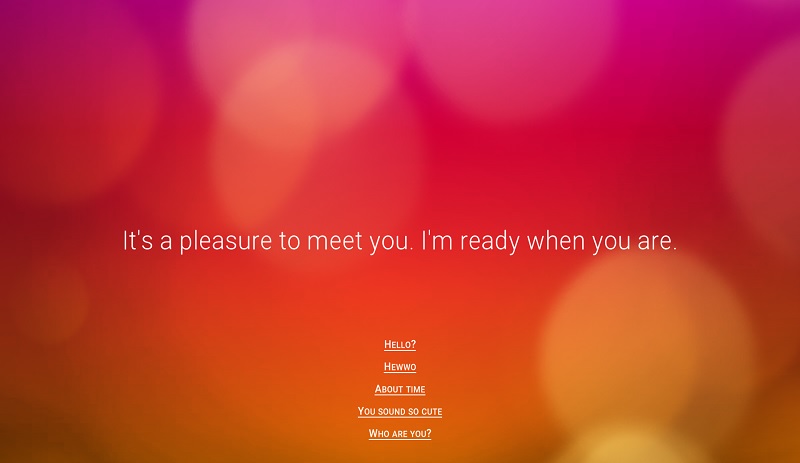 It's a pleasure to meet you. I'm ready when you are.
Hello?
Hewwo
About time
You sound so cute
Who are you?